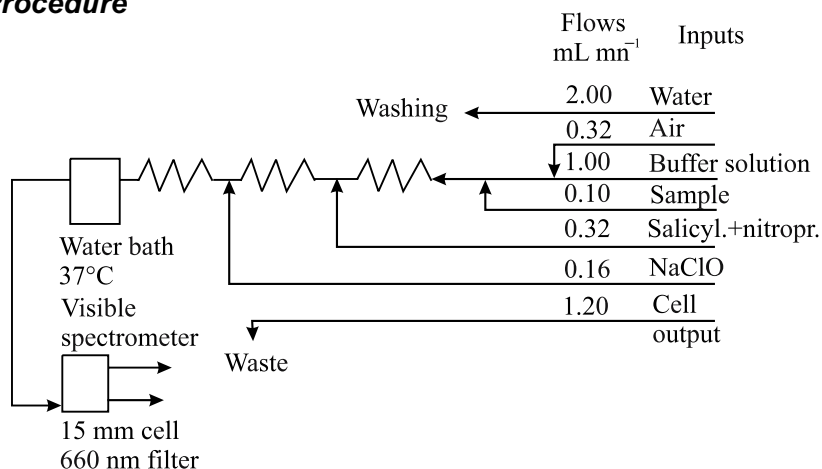 Procedure
Flows
mL mn⁻¹
Inputs
Washing
2.00 Water
0.32 Air
1.00 Buffer solution
0.10 Sample
0.32 Salicyl.+nitropr.
0.16 NaClO
1.20 Cell
output
Water bath
37°C
Visible
spectrometer
Waste
15 mm cell
660 nm filter